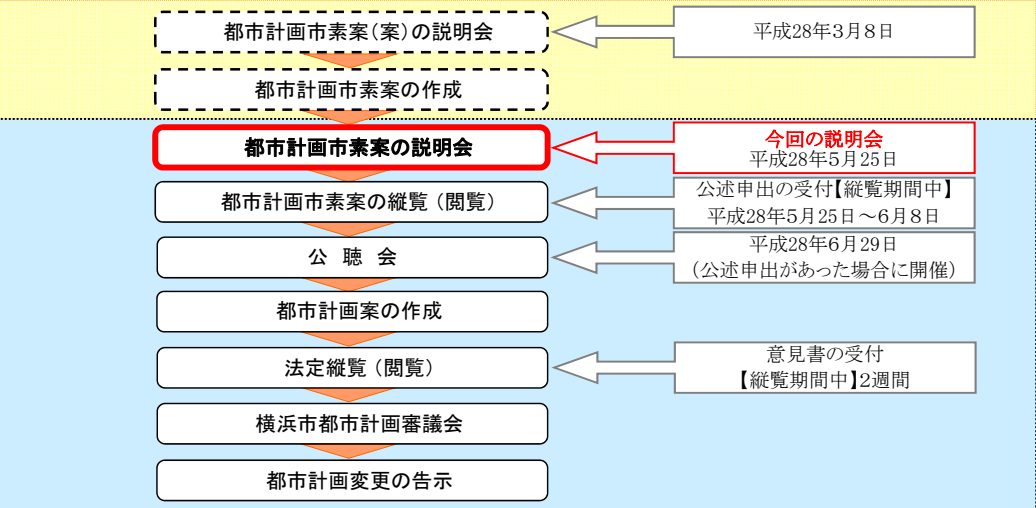 都市計画市素案（案）の説明会
平成28年３月８日
都市計画市素案の作成
都市計画市素案の説明会
今回の説明会
平成28年５月25日
都市計画市素案の縦覧（閲覧）
公述申出の受付【縦覧期間中】
平成28年５月25日～６月８日
公 聴 会
平成28年６月29日
（公述申出があった場合に開催）
都市計画案の作成
法定縦覧（閲覧）
意見書の受付
【縦覧期間中】２週間
横浜市都市計画審議会
都市計画変更の告示